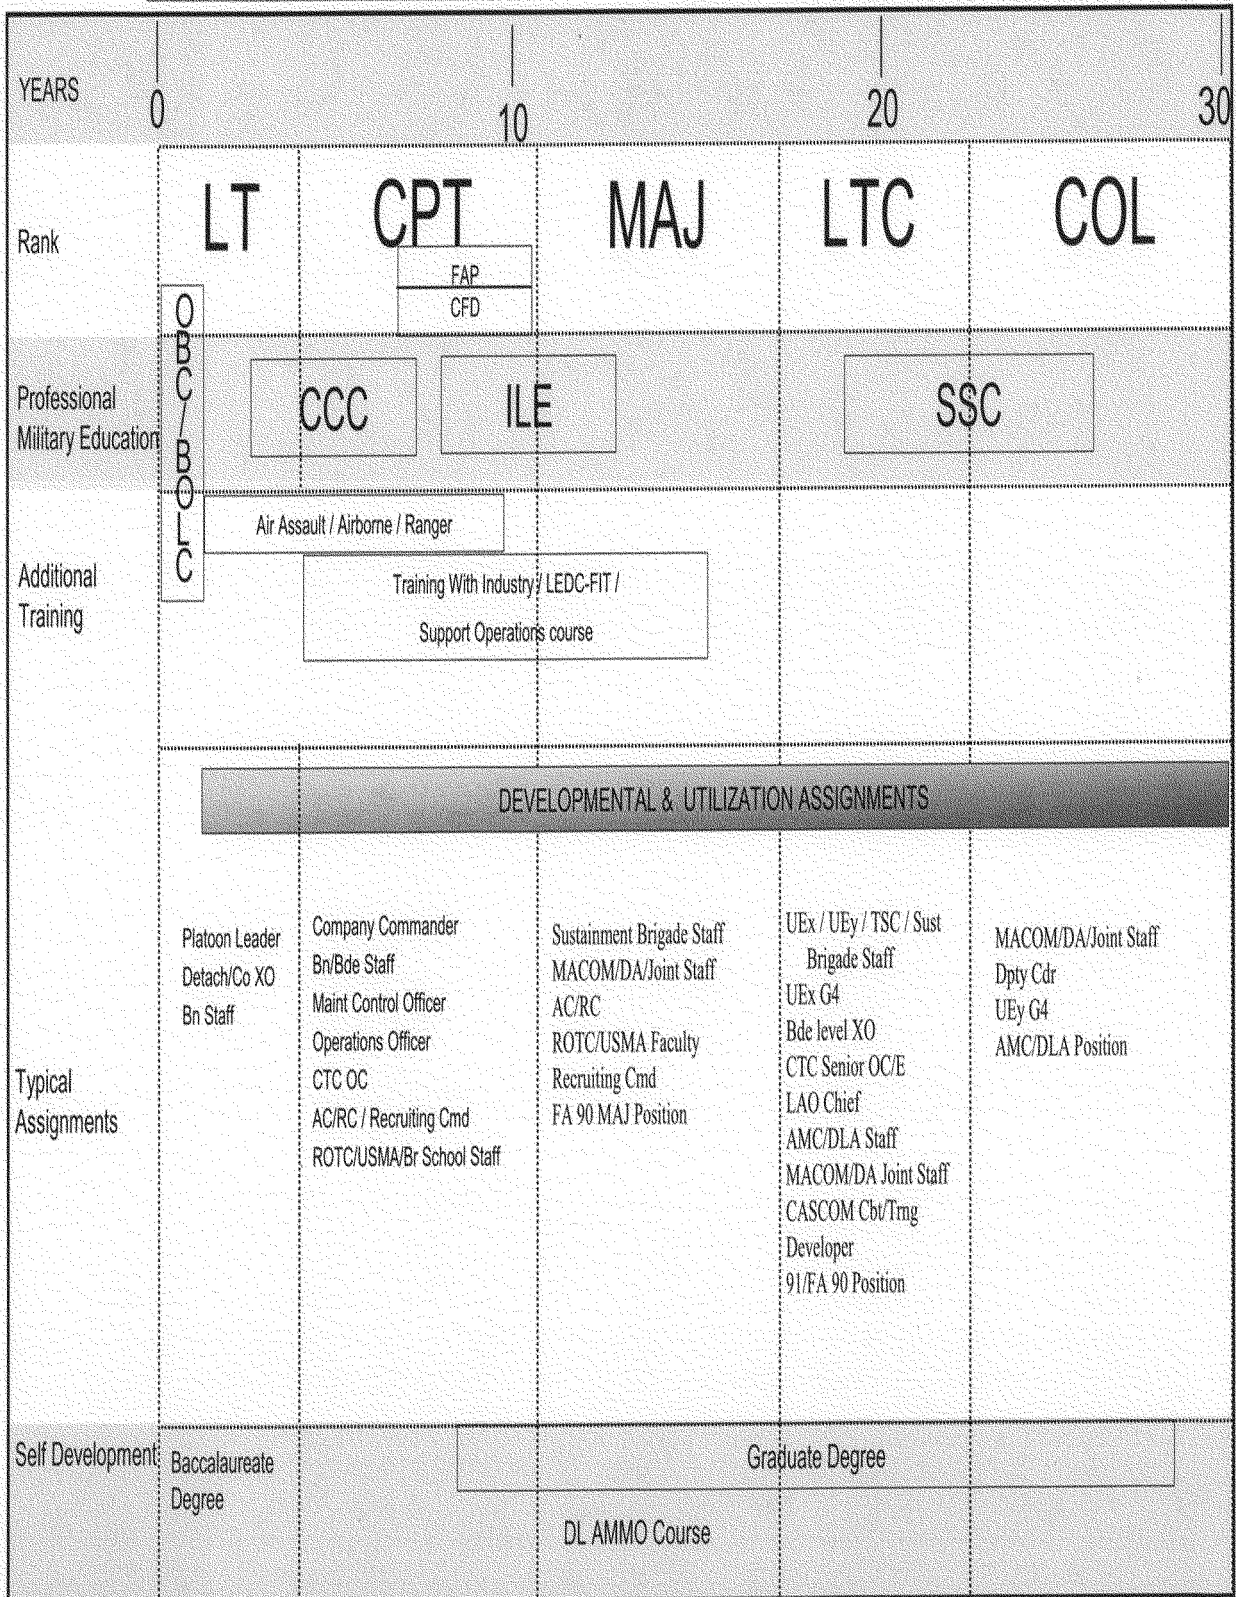 YEARS
0
10
20
30
Rank
LT
CPT
MAJ
LTC
COL
FAP
CFD
OBC/BOLC
Professional
Military Education
CCC
ILE
SSC
Additional
Training
Air Assault / Airborne / Ranger
Training With Industry / LEDC-FIT /
Support Operations course
DEVELOPMENTAL & UTILIZATION ASSIGNMENTS
Typical
Assignments
Platoon Leader
Detach/Co XO
Bn Staff
Company Commander
Bn/Bde Staff
Maint Control Officer
Operations Officer
CTC OC
AC/RC / Recruiting Cmd
ROTC/USMA/Br School Staff
Sustainment Brigade Staff
MACOM/DA/Joint Staff
AC/RC
ROTC/USMA Faculty
Recruiting Cmd
FA 90 MAJ Position
UEx / UEy / TSC / Sust
Brigade Staff
UEx G4
Bde level XO
CTC Senior OC/E
LAO Chief
AMC/DLA Staff
MACOM/DA Joint Staff
CASCOM Cbt/Trng
Developer
91/FA 90 Position
MACOM/DA/Joint Staff
Dpty Cdr
UEy G4
AMC/DLA Position
Self Development
Baccalaureate
Degree
Graduate Degree
DL AMMO Course